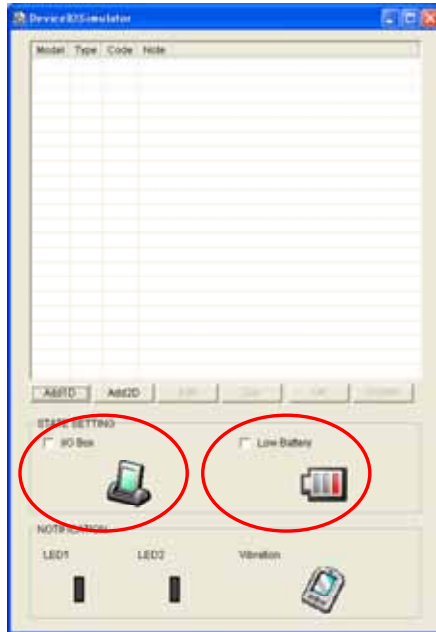 DeviceIOSimulator
Model Type Code Note
Add1D Add2D
STATE SETTING
I/O Box Low Battery
NOTIFICATION
LED1 LED2 Vibration